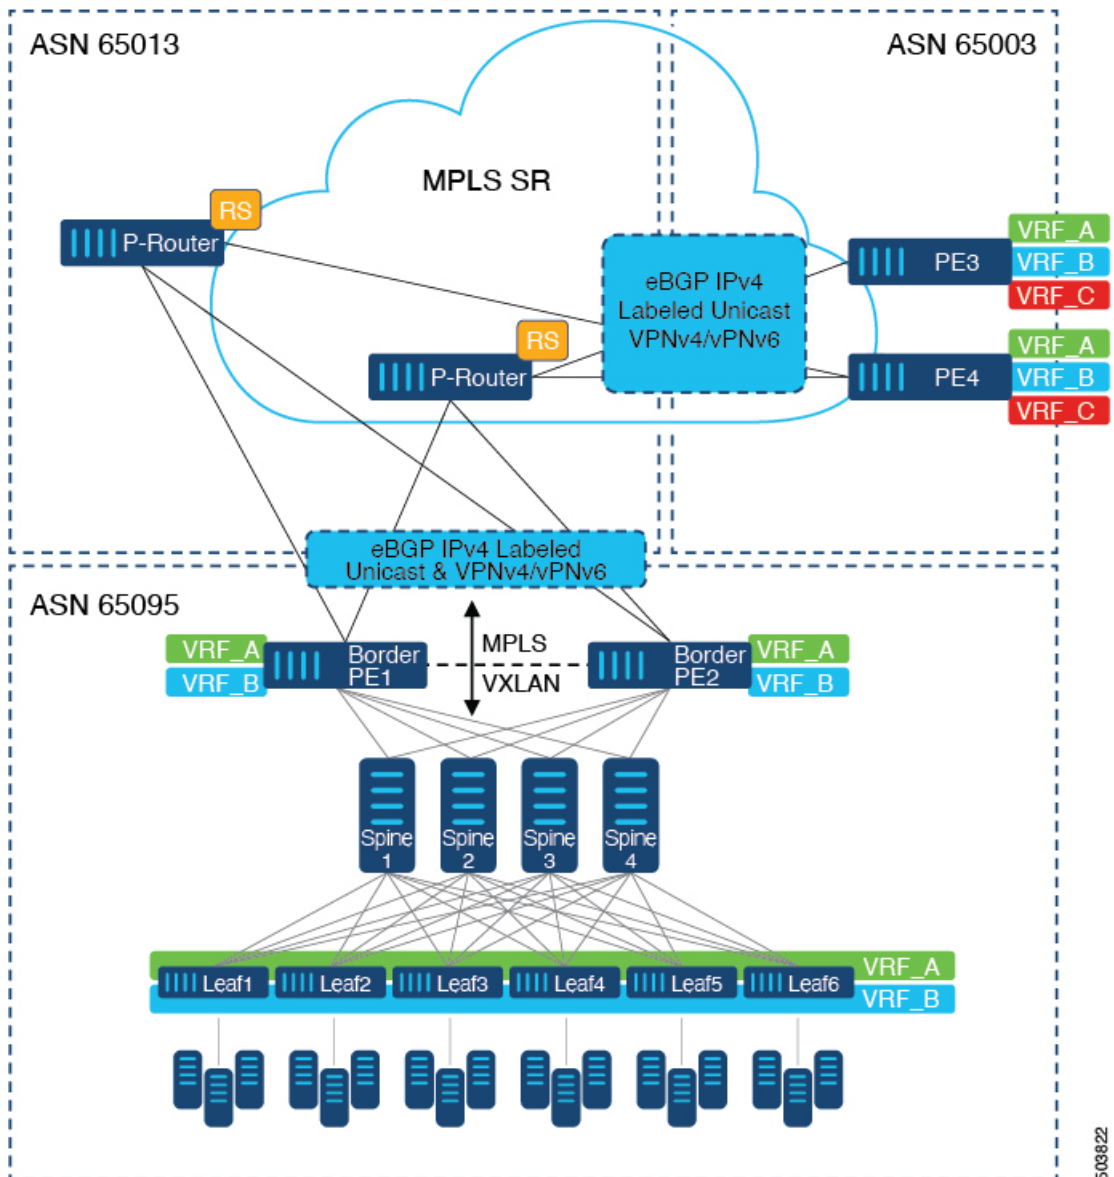 ASN 65013
ASN 65003
MPLS SR
RS
P-Router
RS
P-Router
eBGP IPv4
Labeled Unicast
VPNv4/vPNv6
PE3
VRF_A
VRF_B
VRF_C
PE4
VRF_A
VRF_B
VRF_C
eBGP IPv4 Labeled
Unicast & VPNv4/vPNv6
ASN 65095
VRF_A
VRF_B
Border
PE1
MPLS
VXLAN
Border
PE2
VRF_A
VRF_B
Spine
1
Spine
2
Spine
3
Spine
4
Leaf1
Leaf2
Leaf3
Leaf4
Leaf5
Leaf6
VRF_A
VRF_B
503822